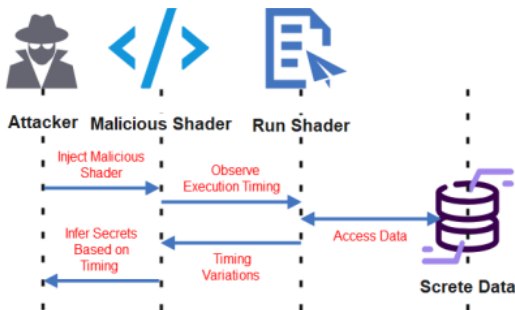 Attacker
Malicious Shader
Run Shader
Inject Malicious
Shader
Observe
Execution Timing
Access Data
Infer Secrets
Based on
Timing
Timing
Variations
Screte Data